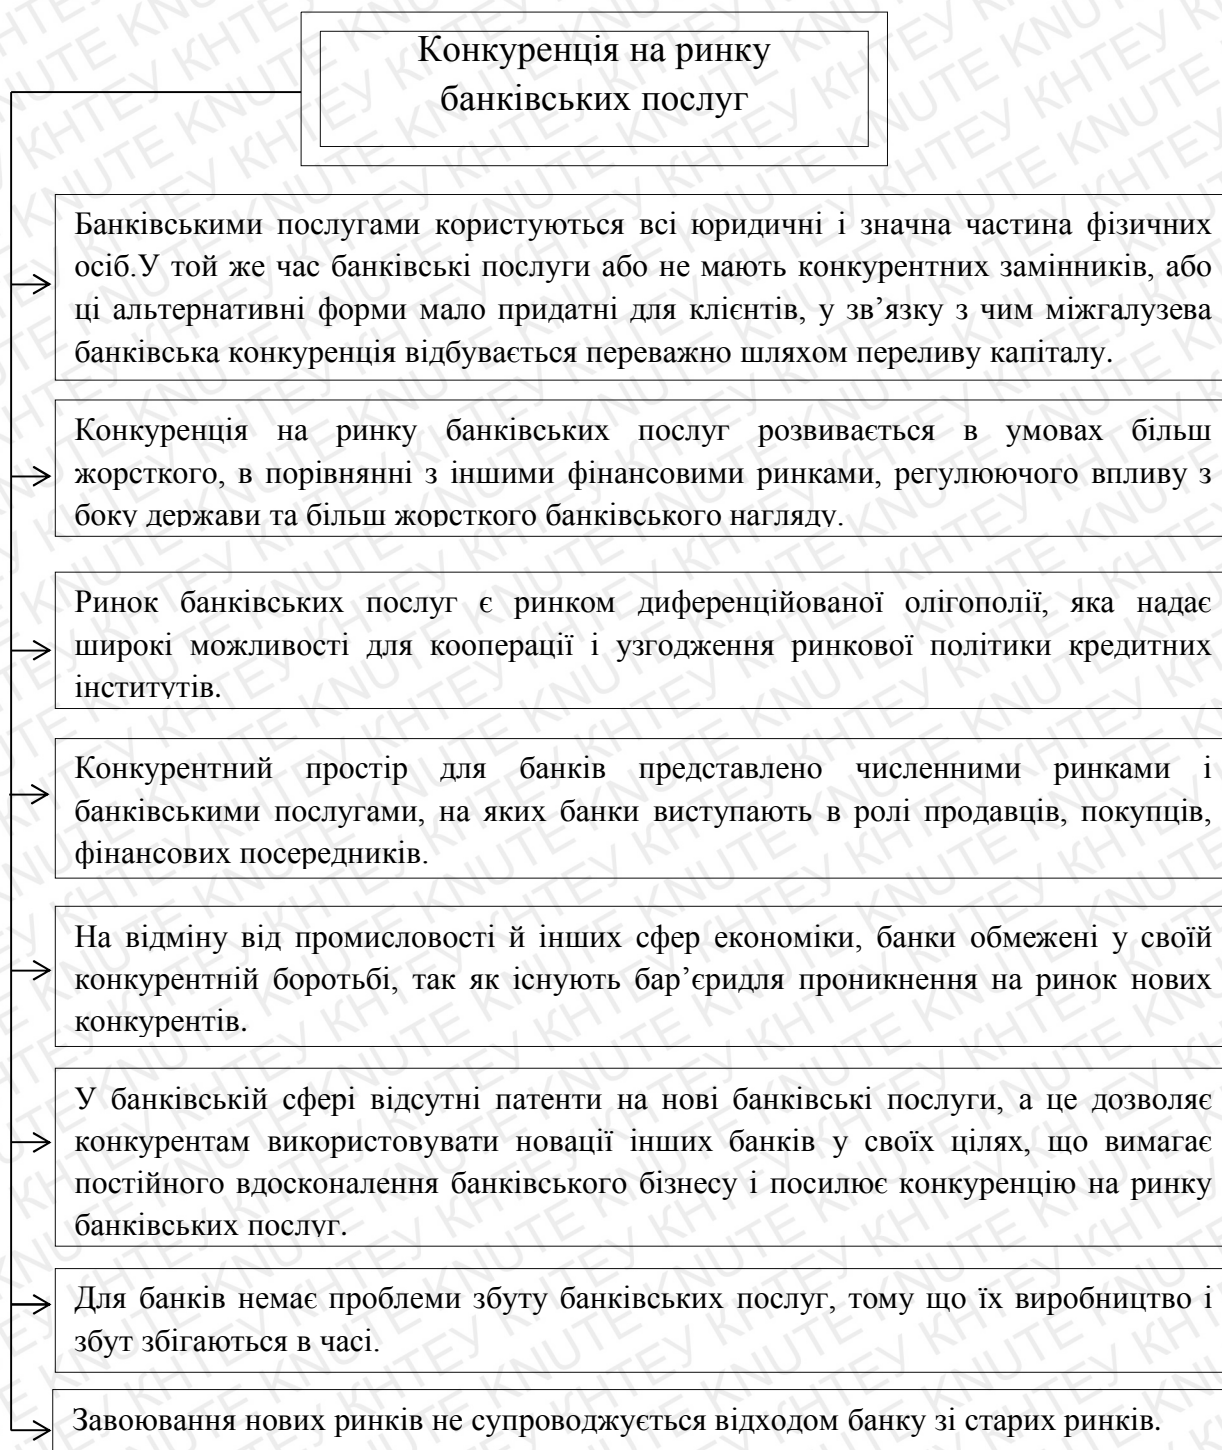 Конкуренція на ринку
банківських послуг
Банківськими послугами користуються всі юридичні і значна частина фізичних
осіб.У той же час банківські послуги або не мають конкурентних замінників, або
ці альтернативні форми мало придатні для клієнтів, у зв’язку з чим міжгалузева
банківська конкуренція відбувається переважно шляхом переливу капіталу.
Конкуренція на ринку банківських послуг розвивається в умовах більш
жорсткого, в порівнянні з іншими фінансовими ринками, регулюючого впливу з
боку держави та більш жорсткого банківського нагляду.
Ринок банківських послуг є ринком диференційованої олігополії, яка надає
широкі можливості для кооперації і узгодження ринкової політики кредитних
інститутів.
Конкурентний простір для банків представлено численними ринками і
банківськими послугами, на яких банки виступають в ролі продавців, покупців,
фінансових посередників.
На відміну від промисловості й інших сфер економіки, банки обмежені у своїй
конкурентній боротьбі, так як існують бар’єридля проникнення на ринок нових
конкурентів.
У банківській сфері відсутні патенти на нові банківські послуги, а це дозволяє
конкурентам використовувати новації інших банків у своїх цілях, що вимагає
постійного вдосконалення банківського бізнесу і посилює конкуренцію на ринку
банківських послуг.
Для банків немає проблеми збуту банківських послуг, тому що їх виробництво і
збут збігаються в часі.
Завоювання нових ринків не супроводжується відходом банку зі старих ринків.